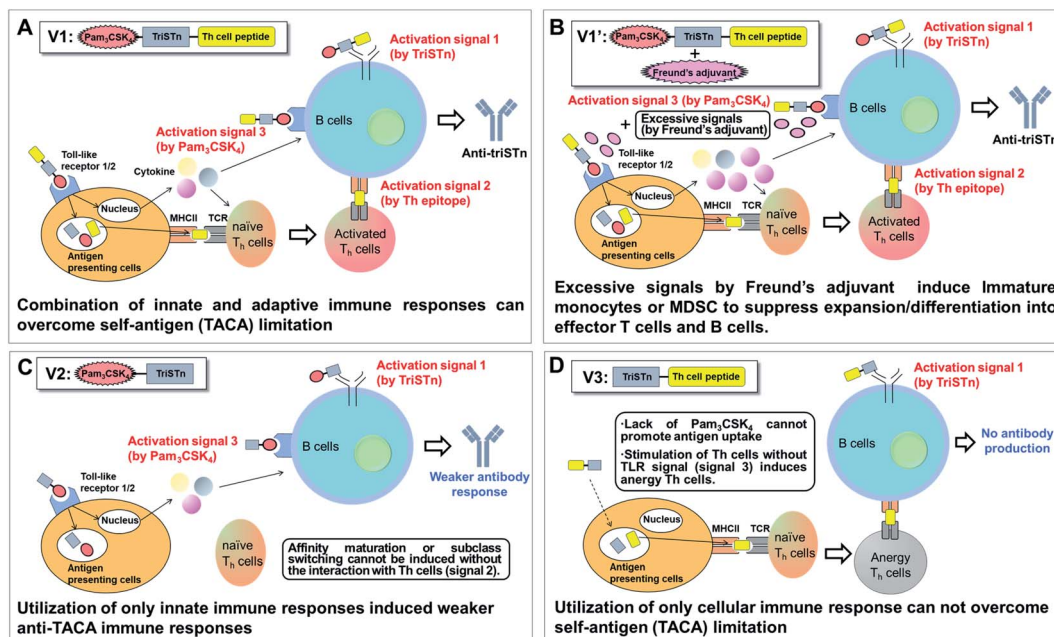 A
V1:
Pam3CSK4
TriSTn
Th cell peptide
Activation signal 1
(by TriSTn)
B cells
Anti-triSTn
Activation signal 3
(by Pam3CSK4)
Toll-like
receptor 1/2
Cytokine
Nucleus
MHCII
TCR
naïve
Th cells
Antigen
presenting cells
Activation signal 2
(by Th epitope)
Activated
Th cells
Combination of innate and adaptive immune responses can
overcome self-antigen (TACA) limitation
B
V1':
Pam3CSK4
TriSTn
Th cell peptide
+
Freund's adjuvant
Activation signal 1
(by TriSTn)
B cells
Anti-triSTn
Activation signal 3 (by Pam3CSK4)
+
Excessive signals
(by Freund's adjuvant)
Toll-like
receptor 1/2
Nucleus
MHCII
TCR
naïve
Th cells
Antigen
presenting cells
Activation signal 2
(by Th epitope)
Activated
Th cells
Excessive signals by Freund's adjuvant induce Immature
monocytes or MDSC to suppress expansion/differentiation into
effector T cells and B cells.
C
V2:
Pam3CSK4
TriSTn
Activation signal 1
(by TriSTn)
B cells
Weaker antibody
response
Activation signal 3
(by Pam3CSK4)
Toll-like
receptor 1/2
Nucleus
Antigen
presenting cells
naïve
Th cells
Affinity maturation or subclass
switching cannot be induced without
the interaction with Th cells (signal 2).
Utilization of only innate immune responses induced weaker
anti-TACA immune responses
D
V3:
TriSTn
Th cell peptide
Activation signal 1
(by TriSTn)
B cells
No antibody
production
·Lack of Pam3CSK4 cannot
promote antigen uptake
·Stimulation of Th cells without
TLR signal (signal 3) induces
anergy Th cells.
Nucleus
MHCII
TCR
naïve
Th cells
Antigen
presenting cells
Anergy
Th cells
Utilization of only cellular immune response can not overcome
self-antigen (TACA) limitation